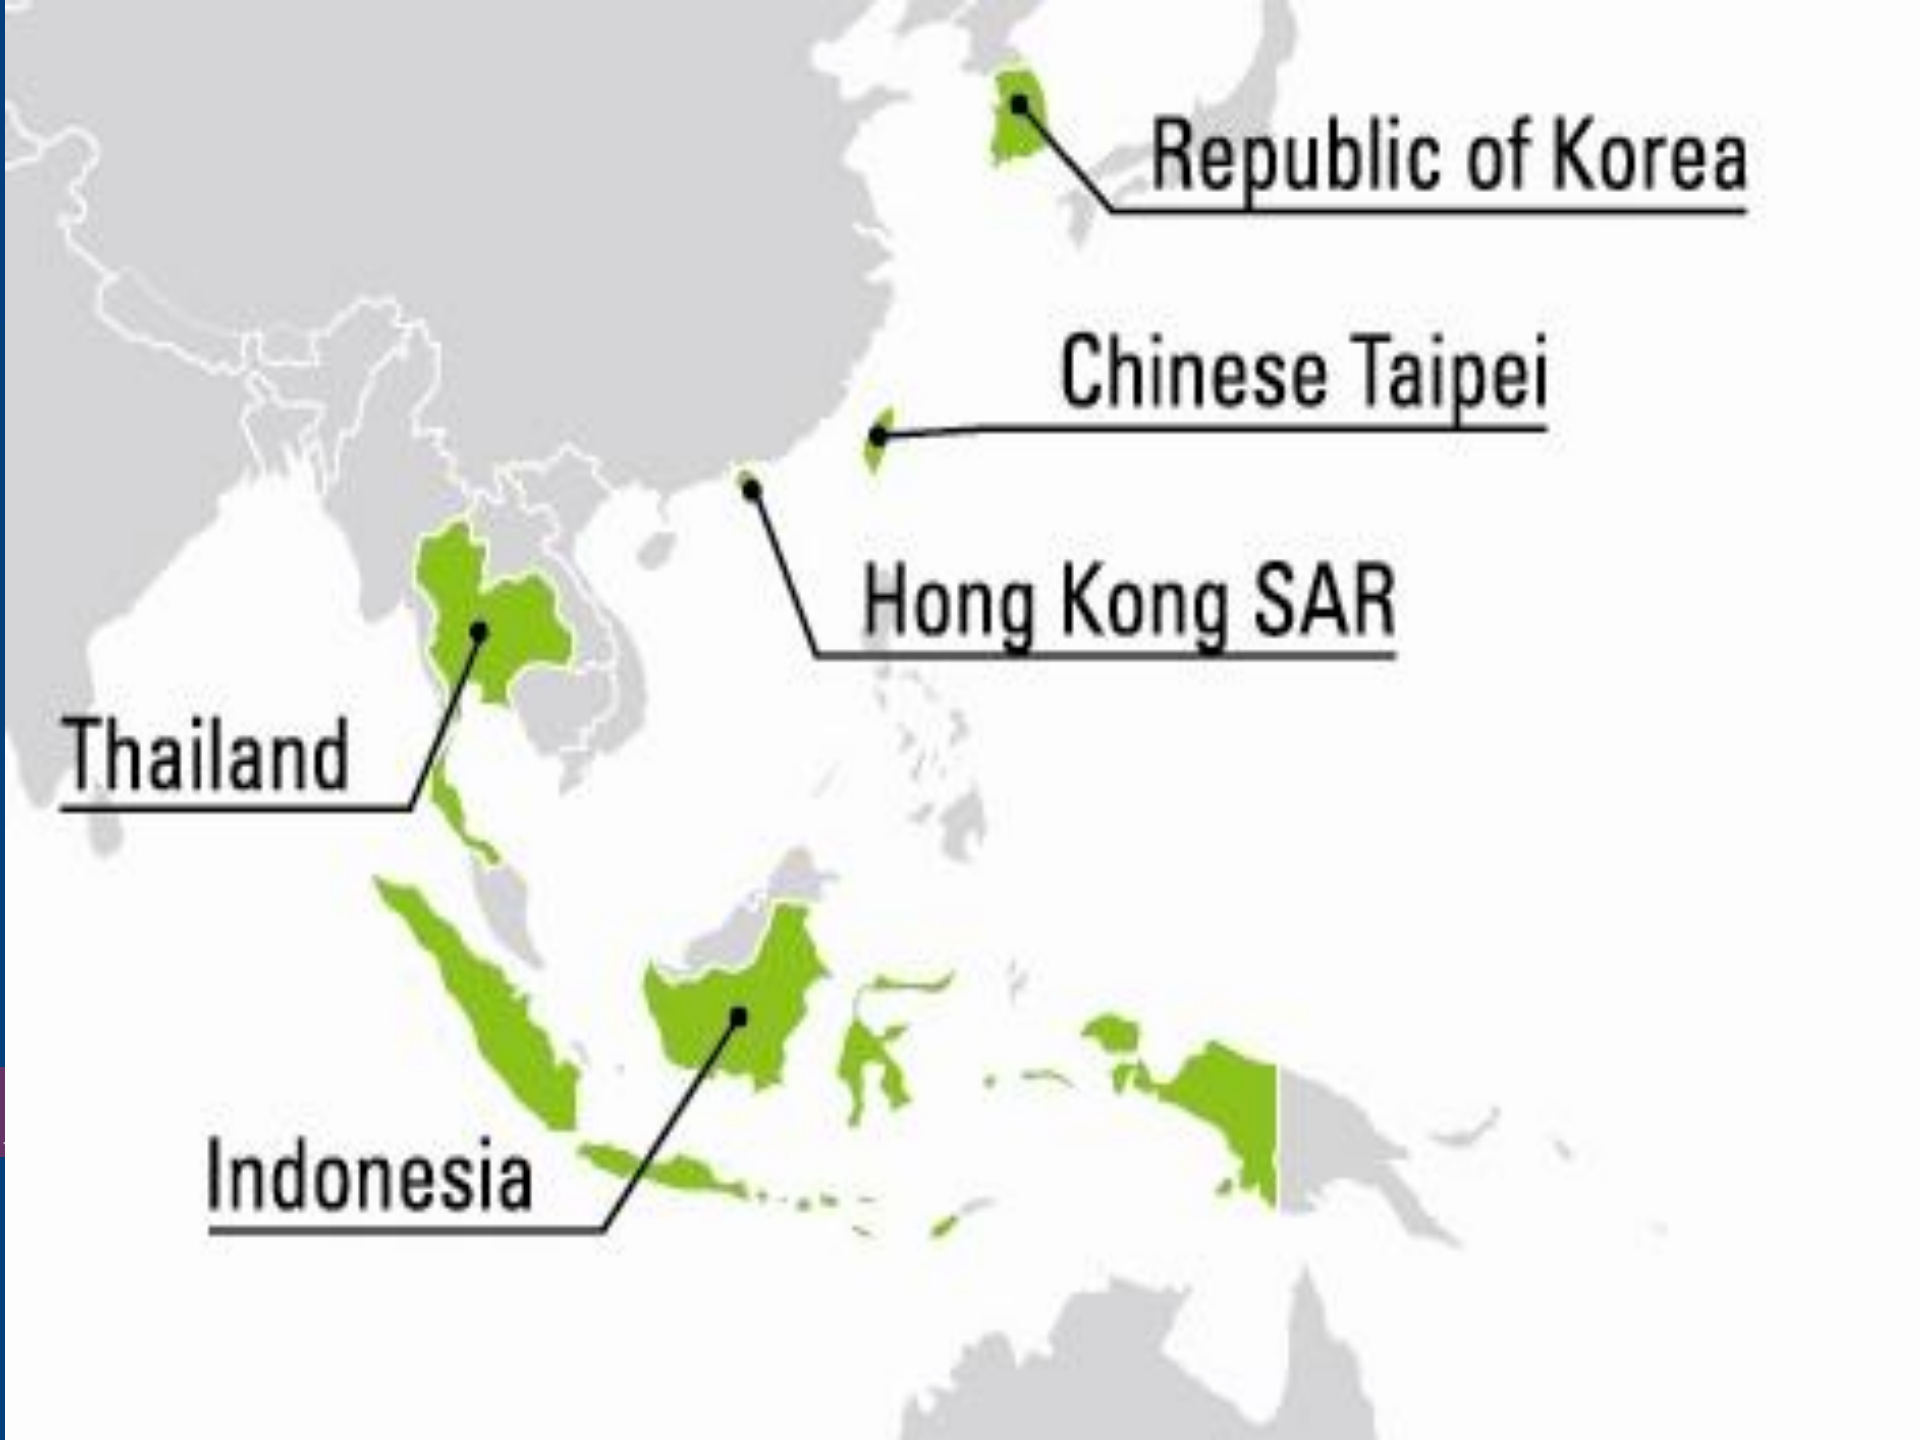 Republic of Korea
Chinese Taipei
Hong Kong SAR
Thailand
Indonesia